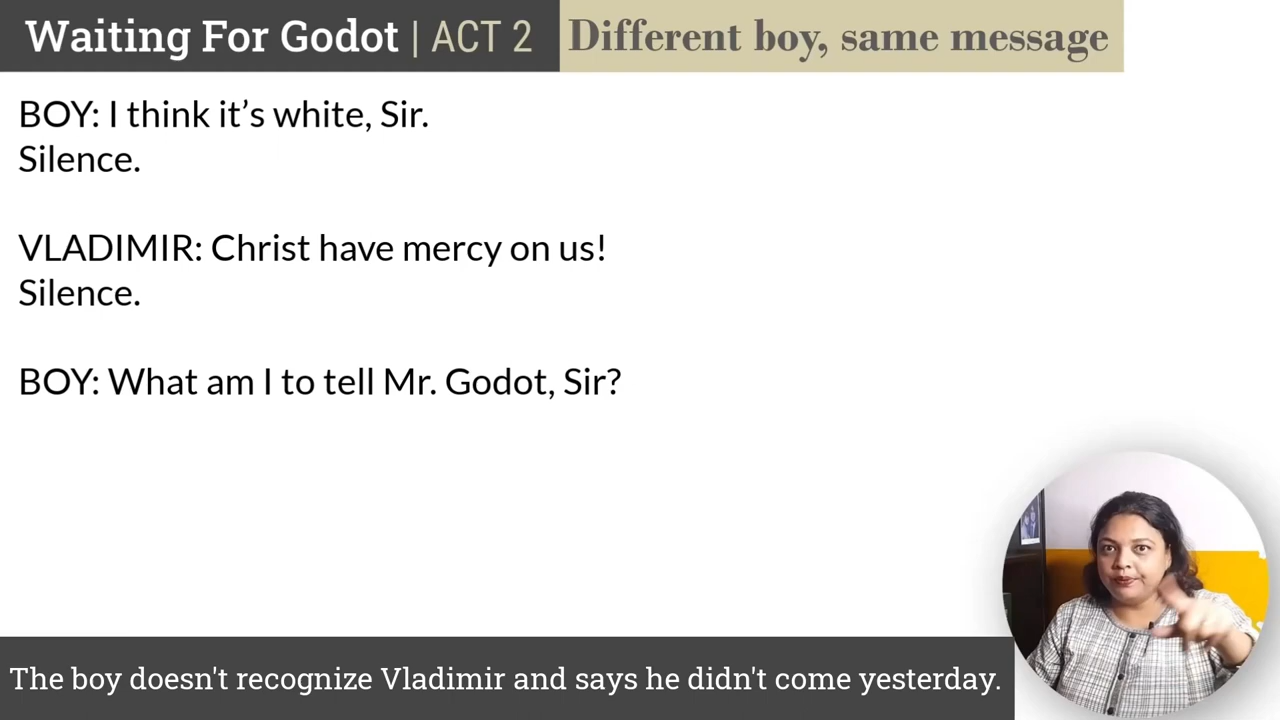 Waiting For Godot | ACT 2 Different boy, same message
BOY: I think it’s white, Sir.
Silence.
VLADIMIR: Christ have mercy on us!
Silence.
BOY: What am I to tell Mr. Godot, Sir?
The boy doesn't recognize Vladimir and says he didn't come yesterday.